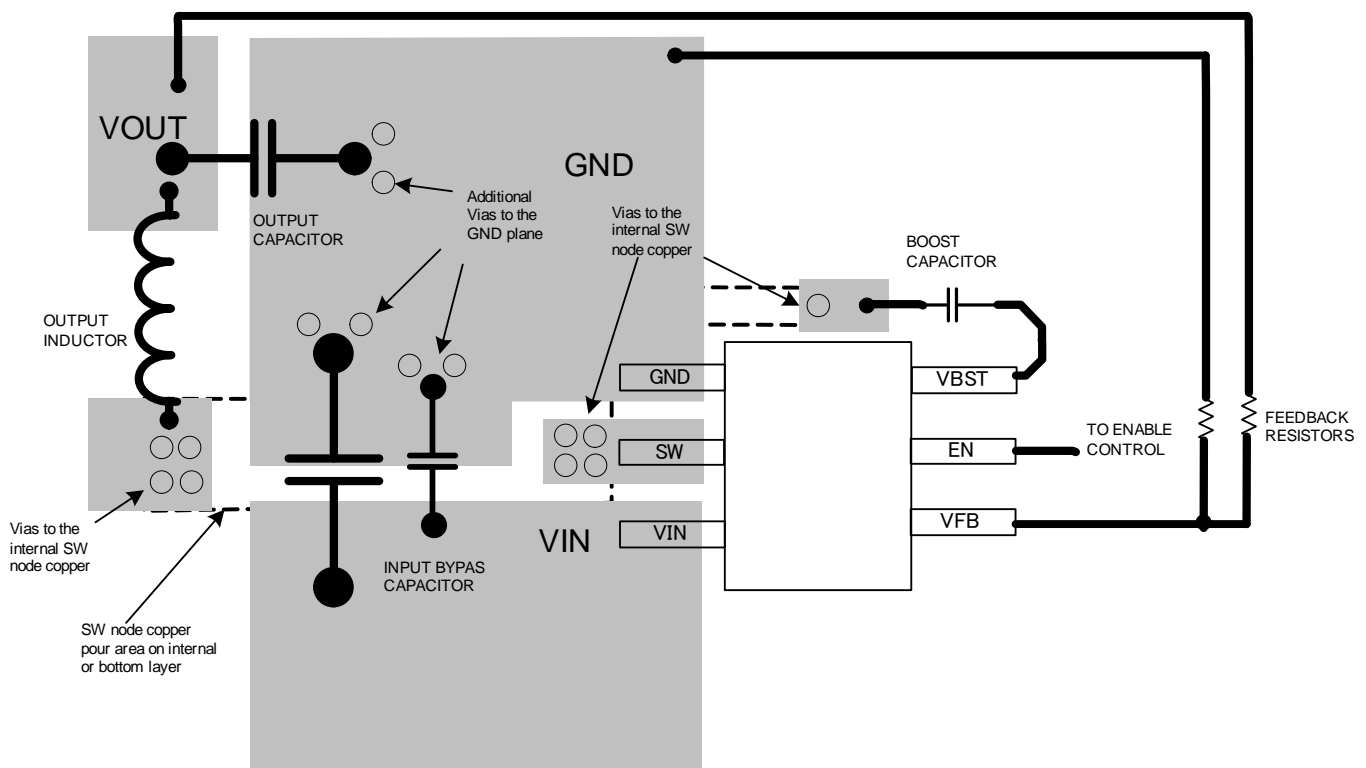 VOUT
GND
OUTPUT
CAPACITOR
Additional
Vias to the
GND plane
Vias to the
internal SW
node copper
BOOST
CAPACITOR
OUTPUT
INDUCTOR
GND
VBST
SW
EN
TO ENABLE
CONTROL
FEEDBACK
RESISTORS
VIN
VIN
VFB
Vias to the
internal SW
node copper
INPUT BYPAS
CAPACITOR
SW node copper
pour area on internal
or bottom layer